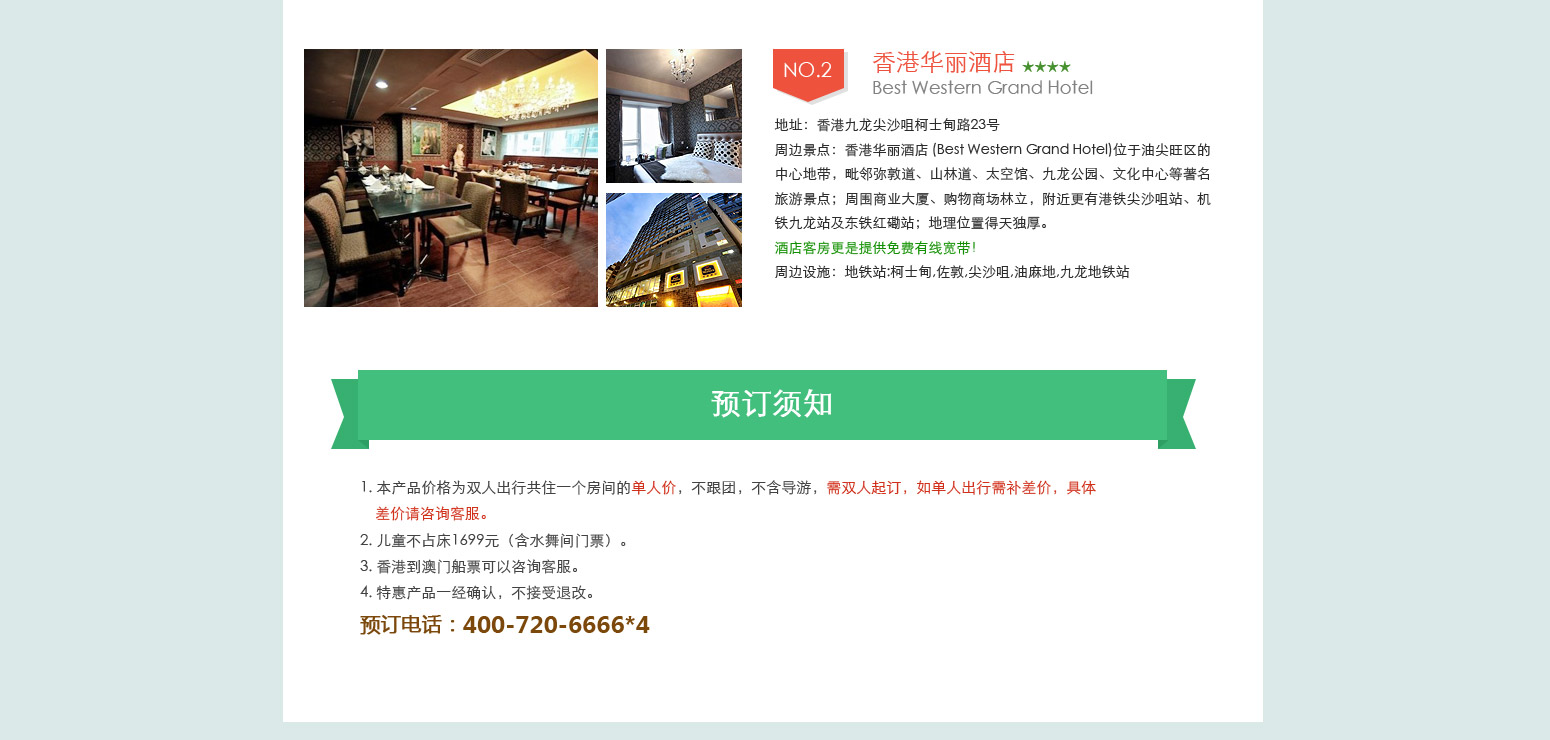 NO.2
香港华丽酒店 ★★★★
Best Western Grand Hotel
地址：香港九龙尖沙咀柯士甸路23号
周边景点：香港华丽酒店 (Best Western Grand Hotel)位于油尖旺区的
中心地带，毗邻弥敦道、山林道、太空馆、九龙公园、文化中心等著名
旅游景点；周围商业大厦、购物商场林立，附近更有港铁尖沙咀站、机
铁九龙站及东铁红磡站；地理位置得天独厚。
酒店客房更是提供免费有线宽带！
周边设施：地铁站:柯士甸,佐敦,尖沙咀,油麻地,九龙地铁站
预订须知
1. 本产品价格为双人出行共住一个房间的单人价，不跟团，不含导游，需双人起订，如单人出行需补差价，具体
差价请咨询客服。
2. 儿童不占床1699元（含水舞间门票）。
3. 香港到澳门船票可以咨询客服。
4. 特惠产品一经确认，不接受退改。
预订电话：400-720-6666*4